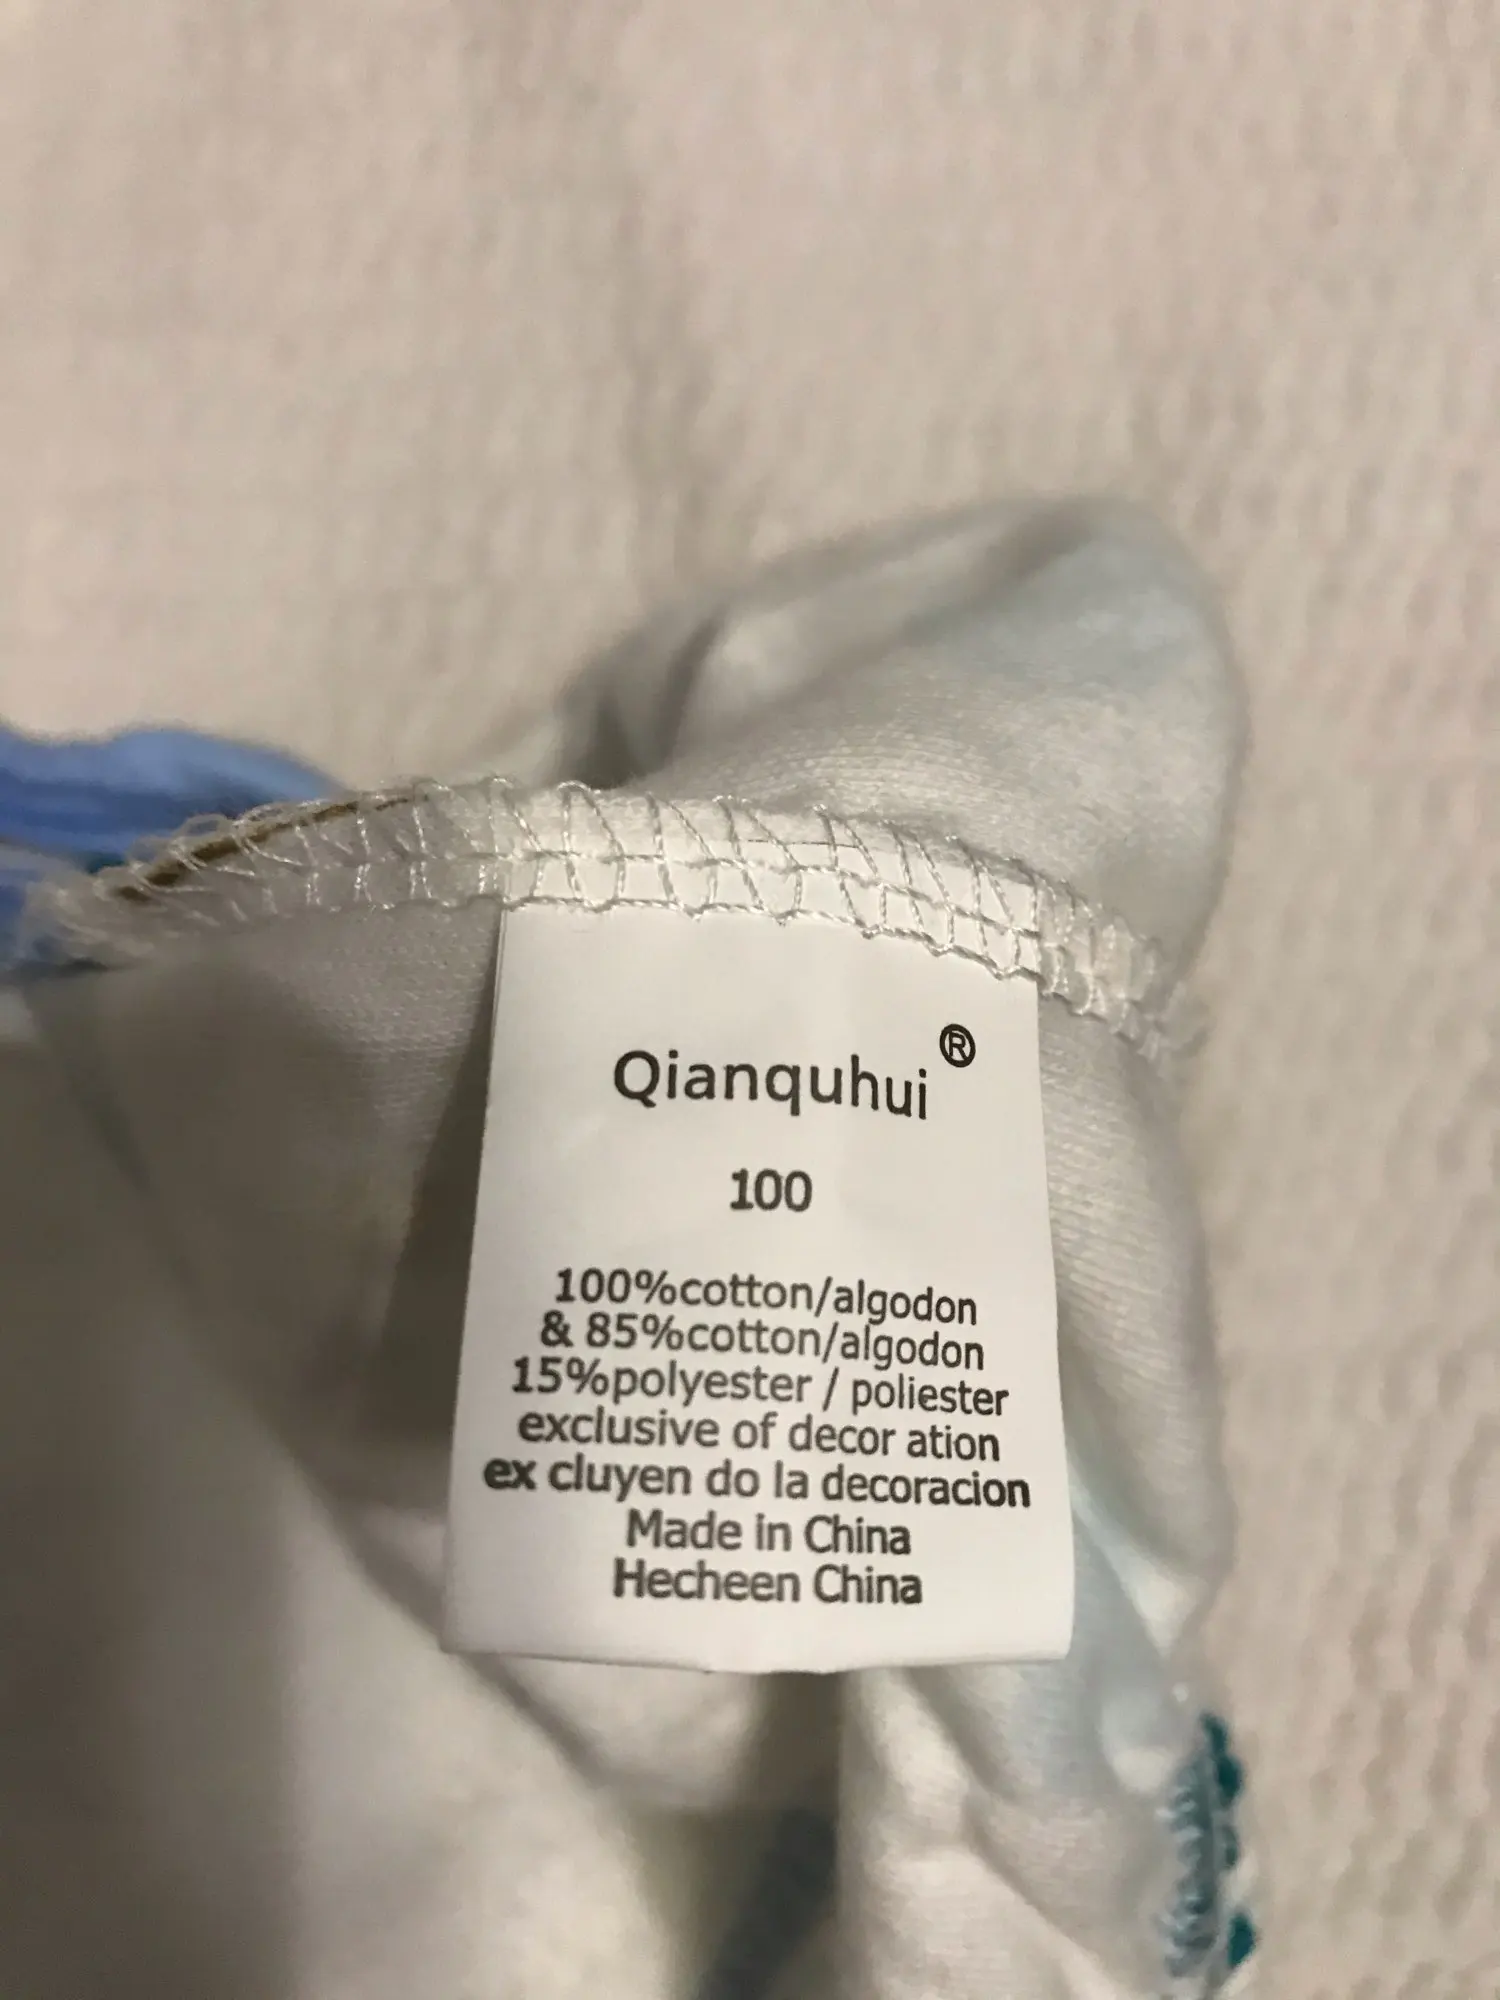 Qianquhui®
100
100%cotton/algodon
& 85%cotton/algodon
15%polyester / poliester
exclusive of decor ation
ex cluyen do la decoracion
Made in China
Hecheen China